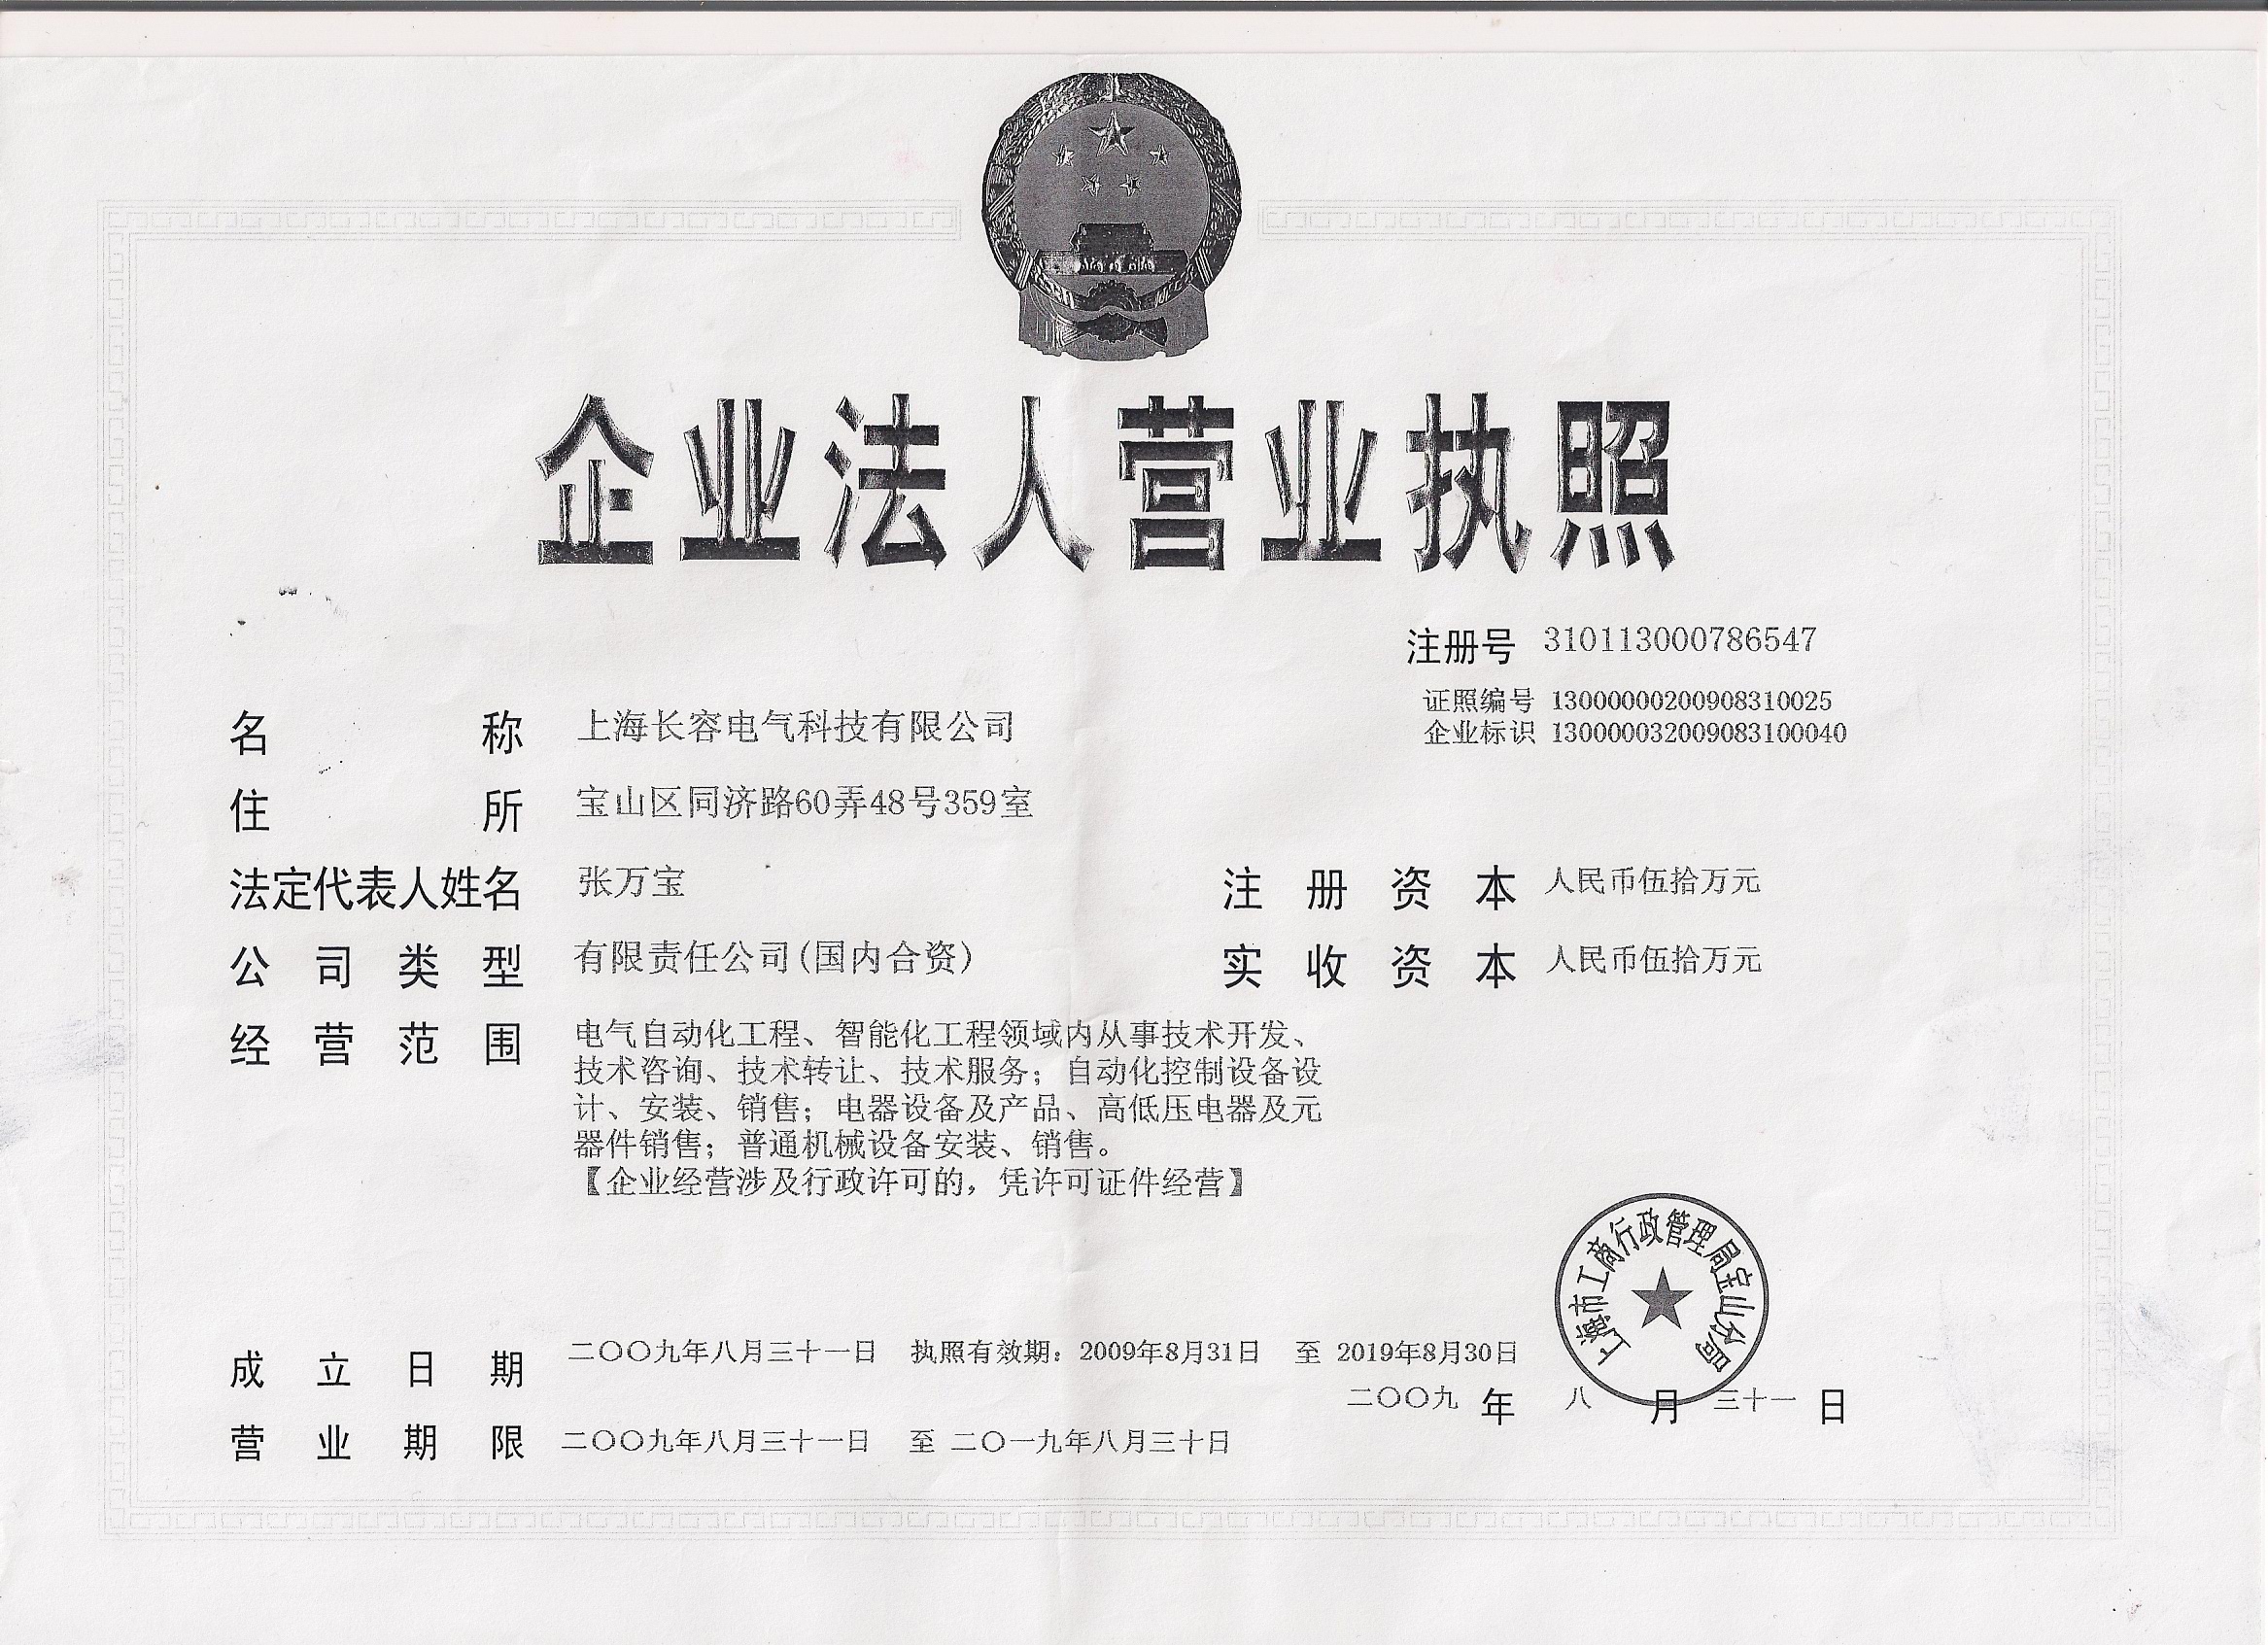 企业法人营业执照
注册号 310113000786547
证照编号 13000000200908310025
企业标识 130000032009083100040
名称 上海长容电气科技有限公司
住所 宝山区同济路60弄48号359室
法定代表人姓名 张万宝
注册资本 人民币伍拾万元
公司类型 有限责任公司(国内合资)
实收资本 人民币伍拾万元
经营范围 电气自动化工程、智能化工程领域内从事技术开发、
技术咨询、技术转让、技术服务；自动化控制设备设
计、安装、销售；电器设备及产品、高低压电器及元
器件销售；普通机械设备安装、销售。
【企业经营涉及行政许可的，凭许可证件经营】
上海市工商行政管理局宝山分局
成立日期 二〇〇九年八月三十一日 执照有效期：2009年8月31日 至 2019年8月30日
二〇〇九 年 八 月 三十一 日
营业期限 二〇〇九年八月三十一日 至 二〇一九年八月三十日